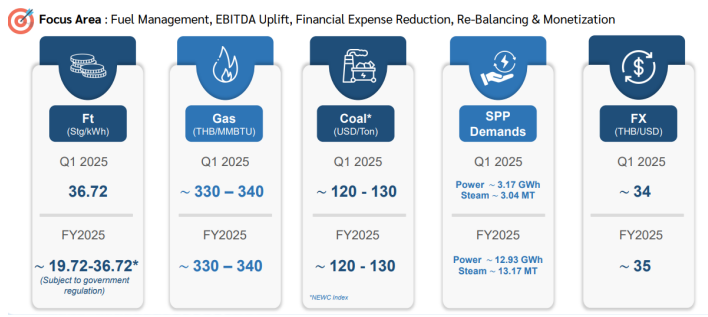 Focus Area : Fuel Management, EBITDA Uplift, Financial Expense Reduction, Re-Balancing & Monetization
Ft
(Stg/kWh)
Q1 2025
36.72
FY2025
~ 19.72-36.72*
(Subject to government
regulation)
Gas
(THB/MMBTU)
Q1 2025
~ 330 – 340
FY2025
~ 330 – 340
Coal*
(USD/Ton)
Q1 2025
~ 120 - 130
FY2025
~ 120 - 130
*NEWC Index
SPP
Demands
Q1 2025
Power ~ 3.17 GWh
Steam ~ 3.04 MT
FY2025
Power ~ 12.93 GWh
Steam ~ 13.17 MT
FX
(THB/USD)
Q1 2025
~ 34
FY2025
~ 35